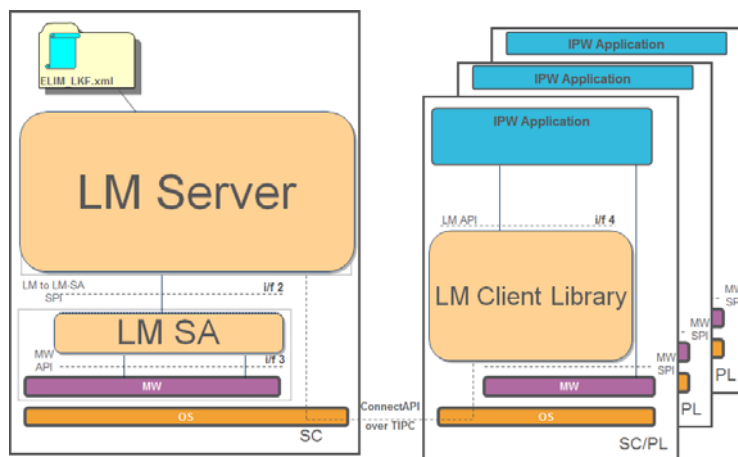 IPW Application
IPW Application
IPW Application
ELIM_LKF.xml
LM Server
LM API
i/f 4
LM to LM-SA
SPI
i/f 2
LM Client Library
LM SA
MW
API
i/f 3
MW
SPI
MW
SPI
MW
SPI
MW
MW
ConnectAPI
over TIPC
OS
OS
SC
SC/PL
PL
PL